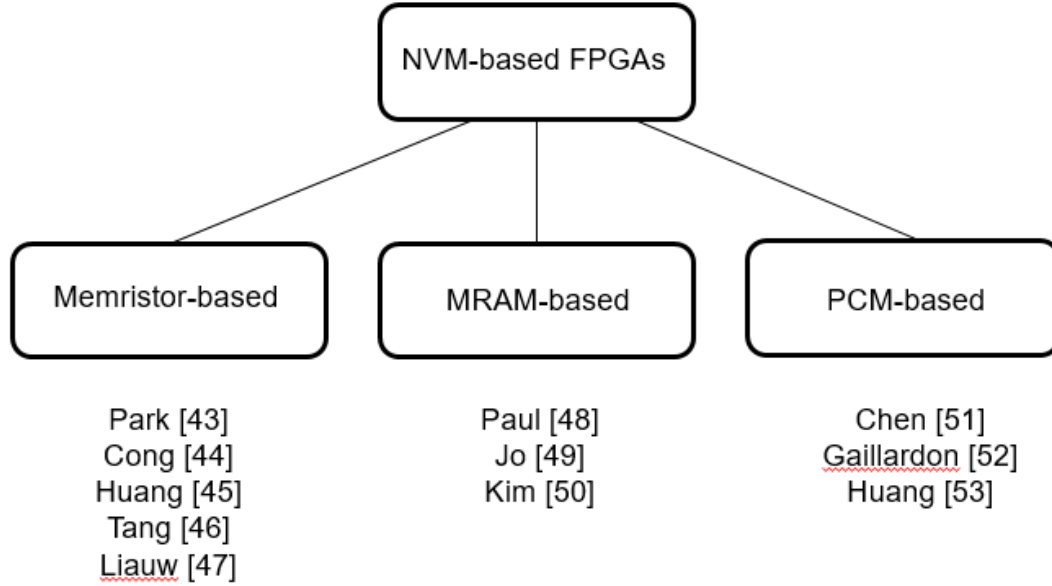 NVM-based FPGAs
Memristor-based
MRAM-based
PCM-based
Park [43]
Cong [44]
Huang [45]
Tang [46]
Liauw [47]
Paul [48]
Jo [49]
Kim [50]
Chen [51]
Gaillardon [52]
Huang [53]